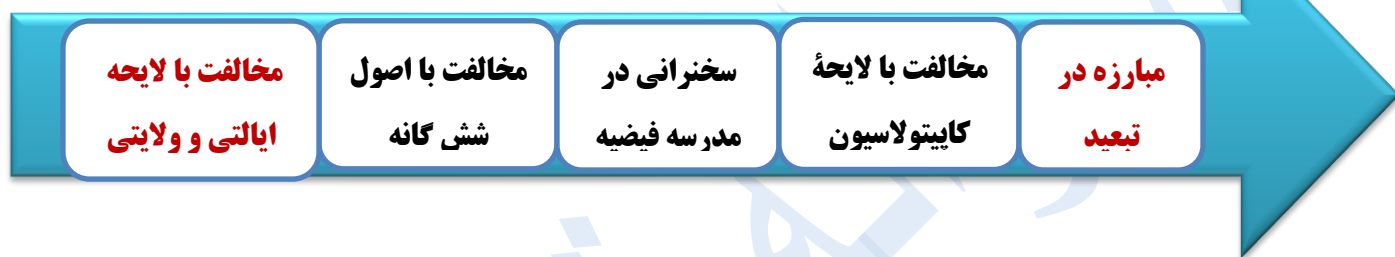 مخالفت با لایحه
ایالتی و ولایتی
مخالفت با اصول
شش گانه
سخنرانی در
مدرسه فیضیه
مخالفت با لایحهٔ
کاپیتولاسیون
مبارزه در
تبعید